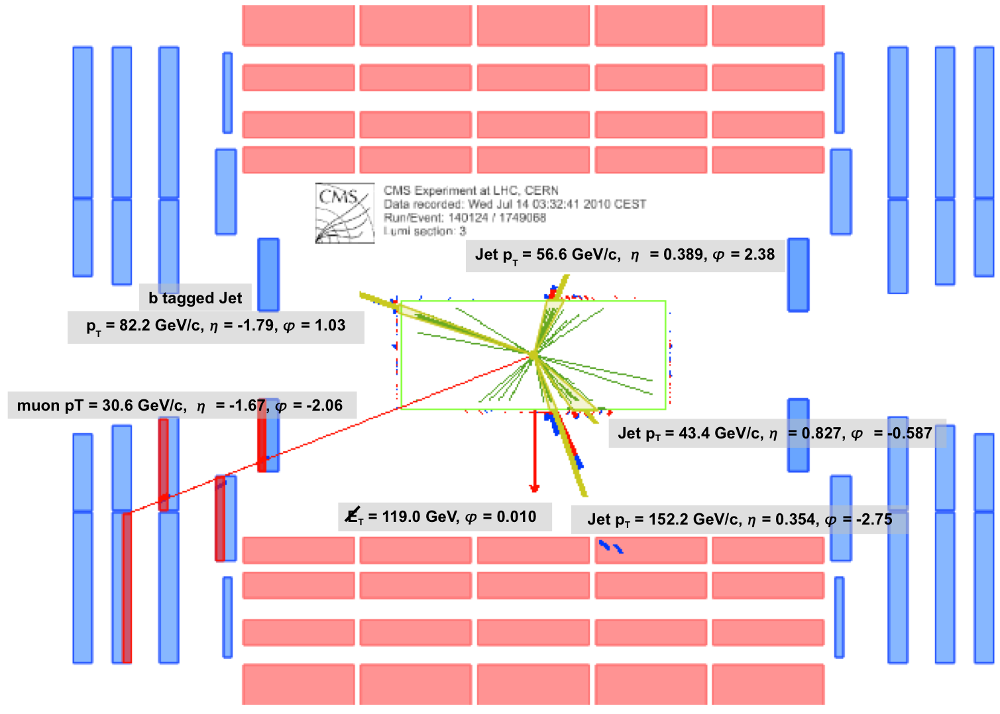 CMS
CMS Experiment at LHC, CERN
Data recorded: Wed Jul 14 03:32:41 2010 CEST
Run/Event: 140124 / 1749068
Lumi section: 3
Jet pT = 56.6 GeV/c, η = 0.389, φ = 2.38
b tagged Jet
pT = 82.2 GeV/c, η = -1.79, φ = 1.03
muon pT = 30.6 GeV/c, η = -1.67, φ = -2.06
Jet pT = 43.4 GeV/c, η = 0.827, φ = -0.587
E̸T = 119.0 GeV, φ = 0.010
Jet pT = 152.2 GeV/c, η = 0.354, φ = -2.75